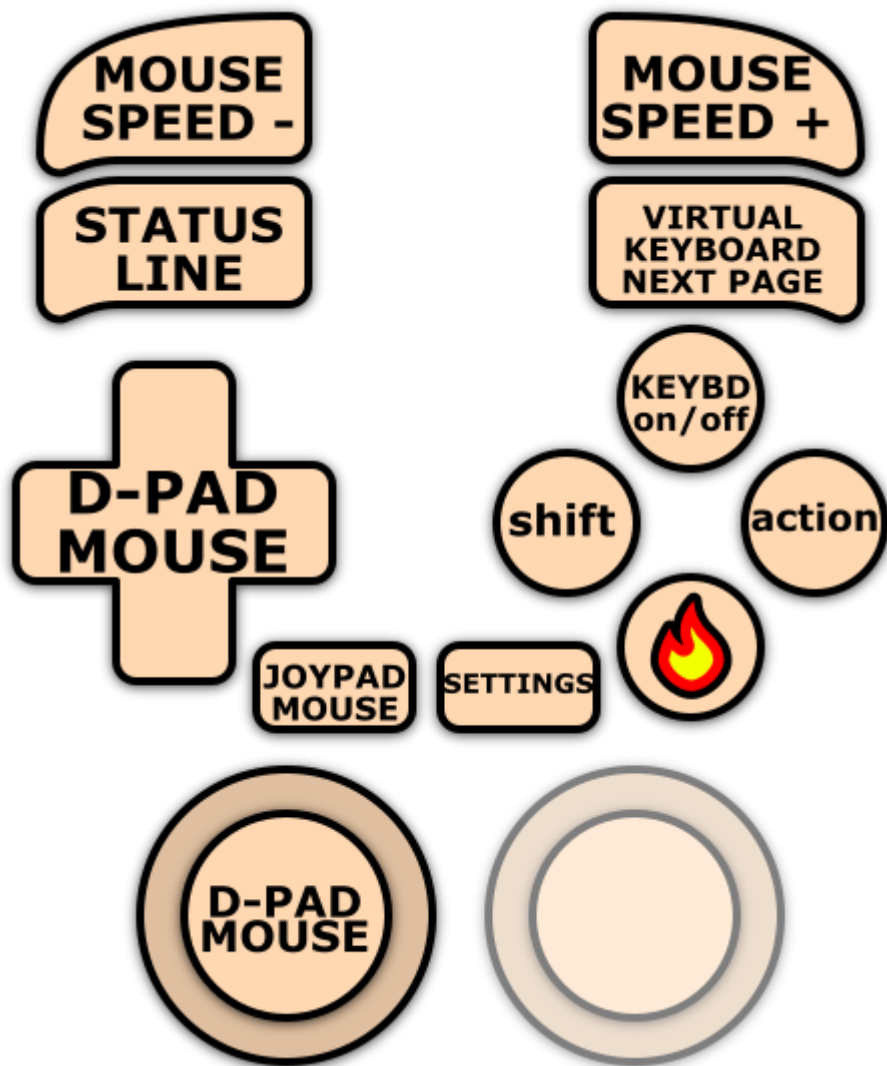 MOUSE
SPEED -
MOUSE
SPEED +
STATUS
LINE
VIRTUAL
KEYBOARD
NEXT PAGE
KEYBD
on/off
D-PAD
MOUSE
shift
action
JOYPAD
MOUSE
SETTINGS
D-PAD
MOUSE